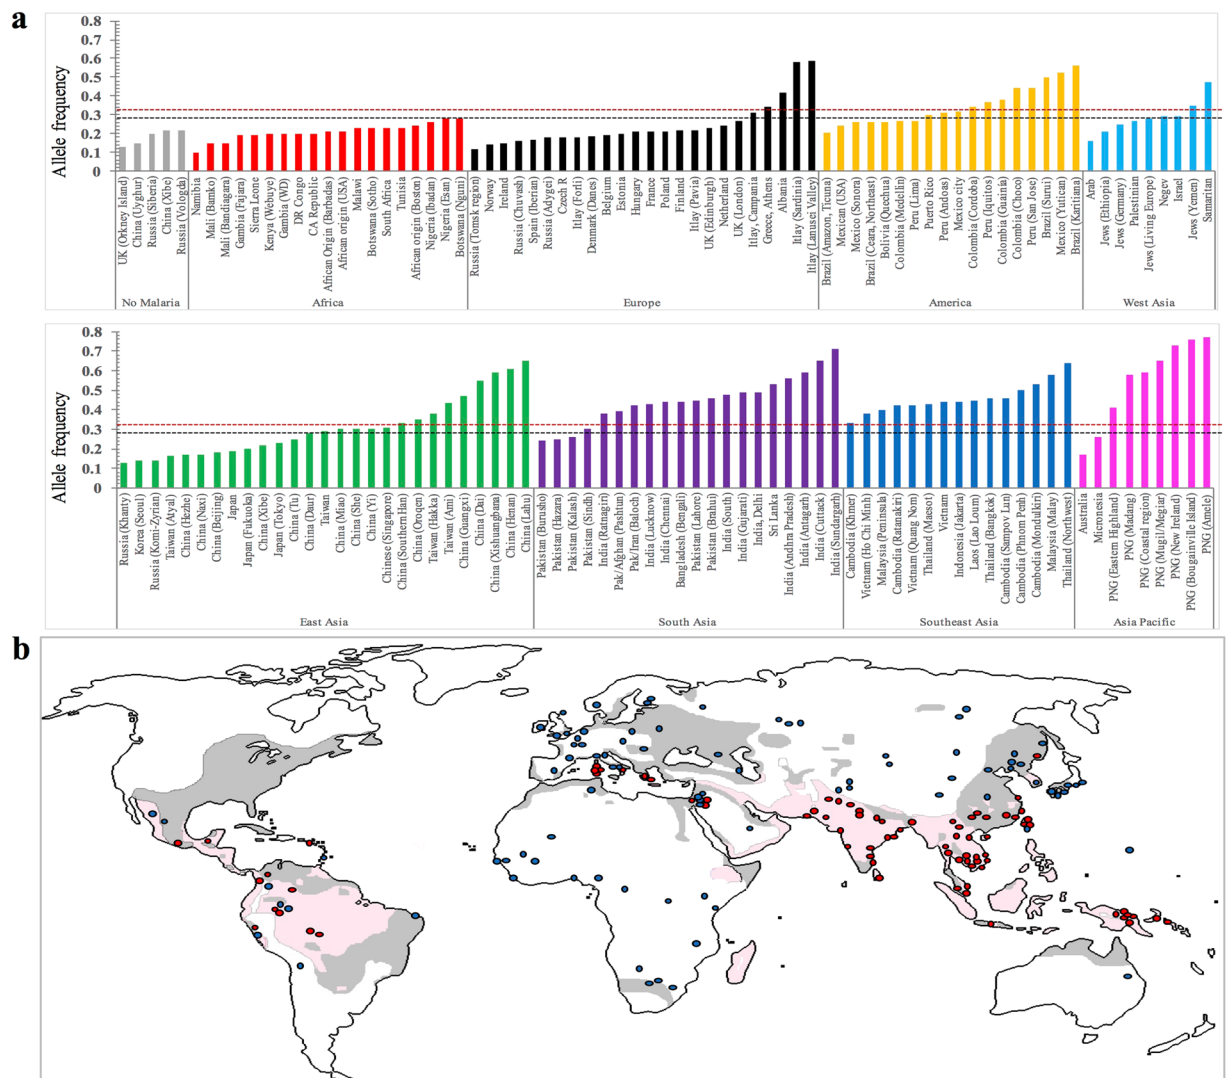 a
Allele frequency
0.8
0.7
0.6
0.5
0.4
0.3
0.2
0.1
0
UK (Orkney Island)
China (Uyghur)
Russia (Siberia)
China (Xibe)
Russia (Vologda
Namibia
Mali (Bamko)
Mali (Bandiagara)
Gambia (Fajara)
Sierra Leone
Kenya (Webuye)
Gambia (WD)
DR Congo
CA Republic
African Origin (Barbadas)
African origin (USA)
Malawi
Botswana (Sotho)
South Africa
Tunisia
African origin (Boston)
Nigeria (Ibadan)
Nigeria (Esan)
Botswana (Nguni)
Russia (Tomsk region)
Norway
Ireland
Russia (Chuvash)
Spain (Iberian)
Russia (Adygei)
Czech R
Itlay (Forli)
Denmark (Danes)
Belgium
Estonia
Hungary
France
Poland
Finland
Itlay (Pavia)
UK (Edinburgh)
Netherland
UK (London)
Itlay, Campania
Greece, Athens
Albania
Itlay (Sardinia)
Itlay (Lanusei Valley)
Brazil (Amazon, Ticuna)
Mexican (USA)
Mexico (Sonora)
Brazil (Ceara, Northeast)
Bolivia (Quechua)
Colombia (Medellin)
Peru (Lima)
Puerto Rico
Peru (Andoas)
Mexico city
Colombia (Cordoba)
Peru (Iquitos)
Colombia (Guainia)
Colombia (Choco)
Peru (San Jose)
Brazil (Surui)
Mexico (Yutican)
Brazil (Karitiana)
Arab
Jews (Ethiopia)
Jews (Germany)
Palestinian
Jews (Living Europe)
Negev
Israel
Jews (Yemen)
Samaritan
No Malaria
Africa
Europe
America
West Asia
Allele frequency
0.8
0.7
0.6
0.5
0.4
0.3
0.2
0.1
0
Russia (Khanty)
Korea (Seoul)
Russia (Komi-Zyrian)
Taiwan (Atyal)
China (Hezhe)
China (Naxi)
China (Beijing)
Japan
Japan (Fukuoka)
China (Xibe)
Japan (Tokyo)
China (Tu)
China (Daur)
Taiwan
China (Miao)
China (She)
China (Yi)
Chinese (Singapore)
China (Southern Han)
China (Oroqen)
Taiwan (Hakka)
Taiwan (Ami)
China (Guangxi)
China (Dai)
China (Xishuangbana)
China (Henan)
China (Lahu)
Pakistan (Burusho)
Pakistan (Hazara)
Pakistan (Kalash)
Pakistan (Sindh)
India (Ratnagiri)
Pak/Afghan (Pashtun)
Pak/Iran (Baloch)
India (Lucknow)
India (Chennai)
Bangladesh (Bengali)
Pakistan (Lahore)
Pakistan (Brahui)
India (South)
India (Gujarati)
India, Delhi
Sri Lanka
India (Andhra Pradesh)
India (Antagarh)
India (Cuttack)
India (Sundargarh)
Cambodia (Khmer)
Vietnam (Ho Chi Minh)
Malaysia (Peninsula)
Cambodia (Ratanakiri)
Vietnam (Quang Nom)
Thailand (Maesot)
Vietnam
Indonesia (Jakarta)
Laos (Lao Loum)
Thailand (Bangkok)
Cambodia (Sampov Lun)
Cambodia (Phnom Penh)
Cambodia (Mondulkiri)
Malaysia (Malay)
Thailand (Northwest)
Australia
Micronesia
PNG (Eastern Highland)
PNG (Madang)
PNG (Coastal region)
PNG (Mugil/Megiar)
PNG (New Ireland)
PNG (Bougainville Island)
PNG (Amele)
East Asia
South Asia
Southeast Asia
Asia Pacific
b